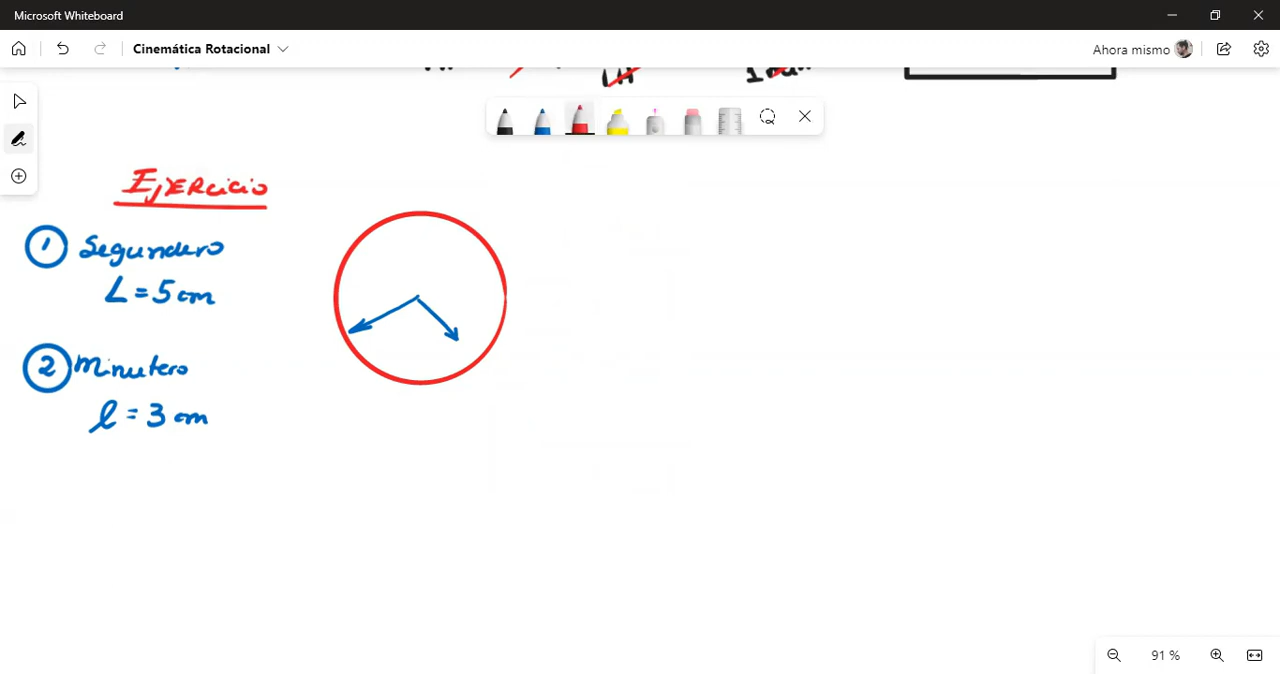 Microsoft Whiteboard
Cinemática Rotacional
Ahora mismo
Ejercicio
1 Segundero
L = 5 cm
2 minutero
l = 3 cm
91 %